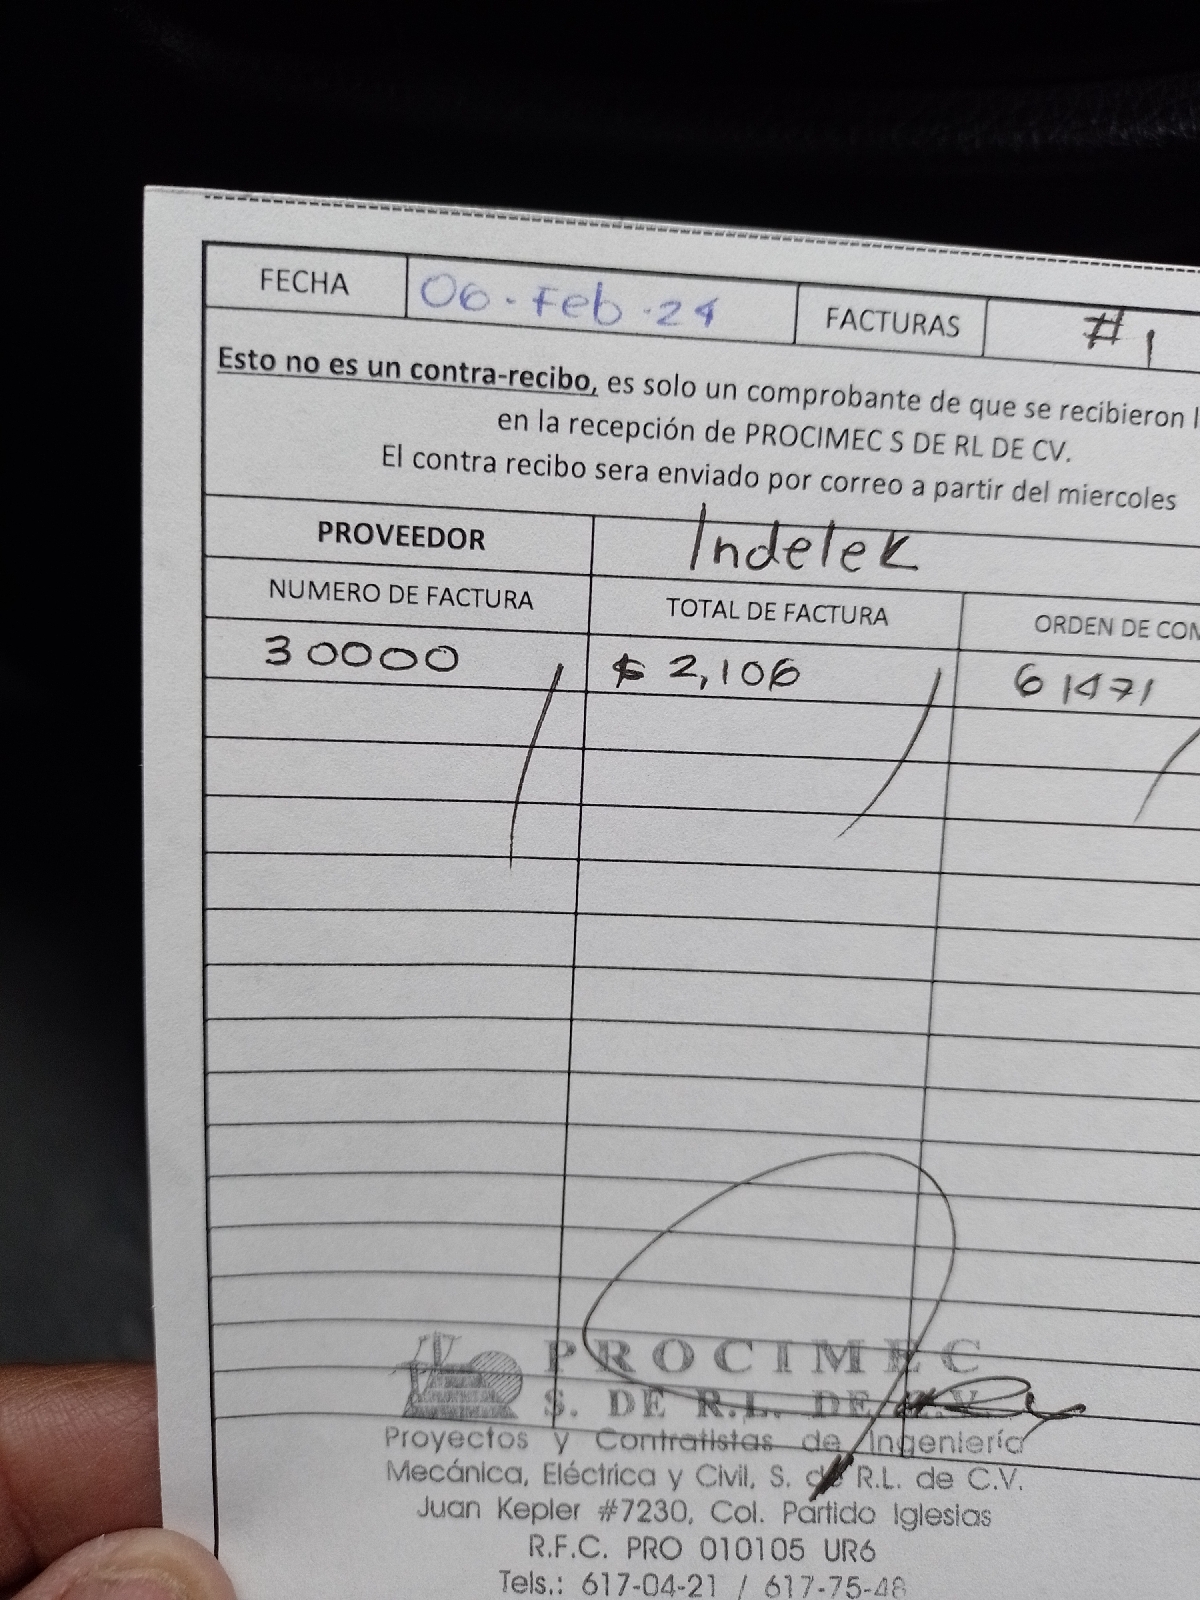 FECHA 06-Feb-24 FACTURAS #1
Esto no es un contra-recibo, es solo un comprobante de que se recibieron
en la recepción de PROCIMEC S DE RL DE CV.
El contra recibo sera enviado por correo a partir del miercoles
PROVEEDOR Indelek
NUMERO DE FACTURA TOTAL DE FACTURA ORDEN DE COM
30000 $ 2,106 61471
PROCIMEC
S. DE R.L. DE C.V.
Proyectos y Contratistas de Ingeniería
Mecánica, Eléctrica y Civil, S. de R.L. de C.V.
Juan Kepler #7230, Col. Partido Iglesias
R.F.C. PRO 010105 UR6
Tels.: 617-04-21 / 617-75-48